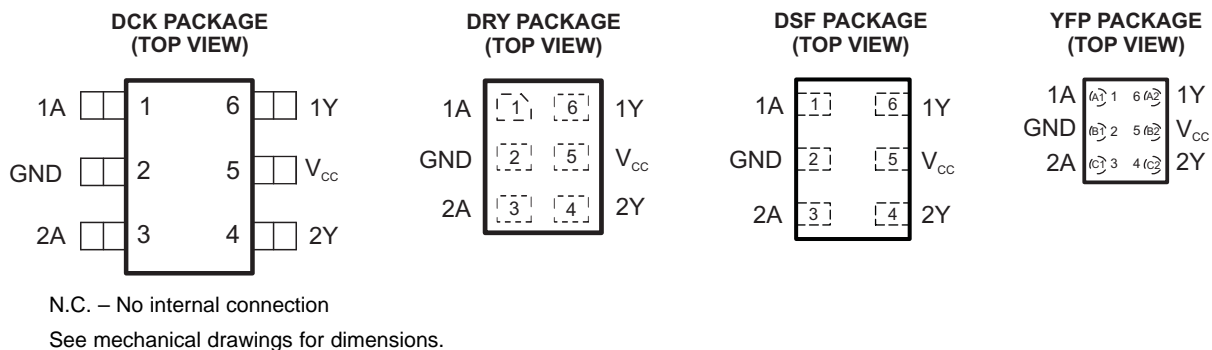 DCK PACKAGE
(TOP VIEW)
1A 1 6 1Y
GND 2 5 VCC
2A 3 4 2Y
DRY PACKAGE
(TOP VIEW)
1A 1 6 1Y
GND 2 5 VCC
2A 3 4 2Y
DSF PACKAGE
(TOP VIEW)
1A 1 6 1Y
GND 2 5 VCC
2A 3 4 2Y
YFP PACKAGE
(TOP VIEW)
1A A1 1 6 A2 1Y
GND B1 2 5 B2 VCC
2A C1 3 4 C2 2Y
N.C. – No internal connection
See mechanical drawings for dimensions.